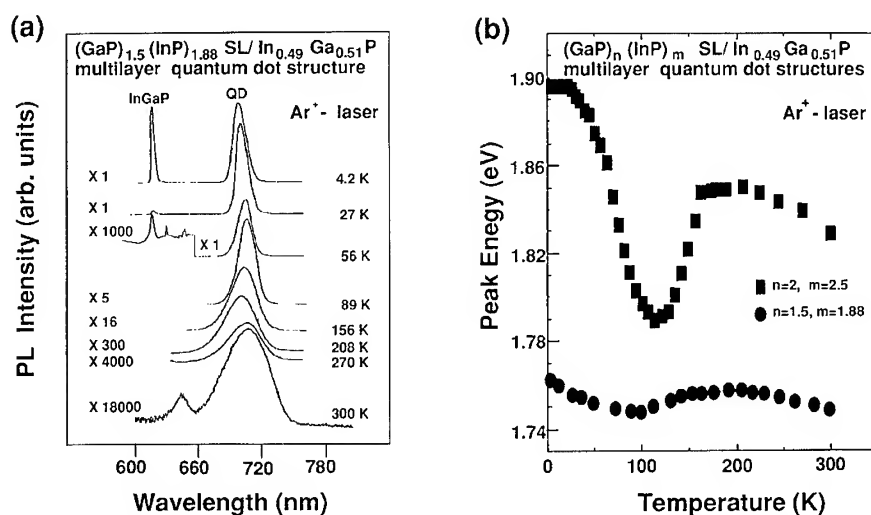 (a)
(GaP)1.5 (InP)1.88 SL/ In0.49 Ga0.51P
multilayer quantum dot structure
InGaP
QD
Ar+ - laser
X 1
4.2 K
X 1
27 K
X 1000
X 1
56 K
X 5
89 K
X 16
156 K
X 300
208 K
X 4000
270 K
X 18000
300 K
PL Intensity (arb. units)
600
660
720
780
Wavelength (nm)
(b)
(GaP)n (InP)m SL/ In0.49 Ga0.51P
multilayer quantum dot structures
Ar+ - laser
1.90
1.86
1.82
1.78
1.74
Peak Enegy (eV)
n=2, m=2.5
n=1.5, m=1.88
0
100
200
300
Temperature (K)